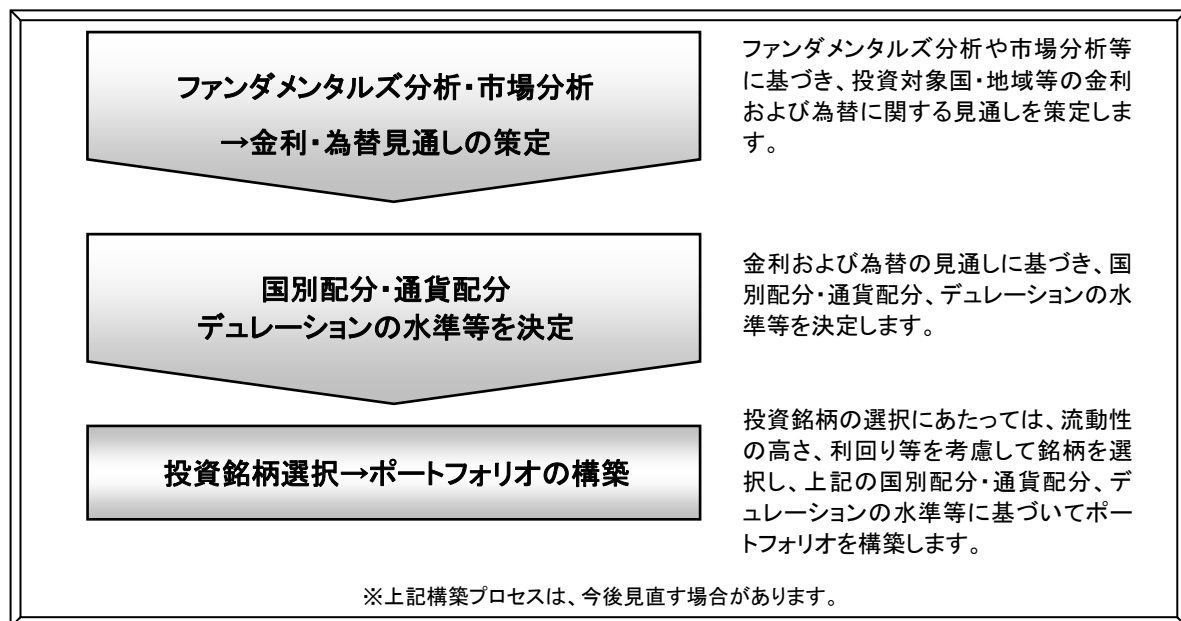 ファンダメンタルズ分析・市場分析
→金利・為替見通しの策定
ファンダメンタルズ分析や市場分析等
に基づき、投資対象国・地域等の金利
および為替に関する見通しを策定しま
す。
国別配分・通貨配分
デュレーションの水準等を決定
金利および為替の見通しに基づき、国
別配分・通貨配分、デュレーションの水
準等を決定します。
投資銘柄選択→ポートフォリオの構築
投資銘柄の選択にあたっては、流動性
の高さ、利回り等を考慮して銘柄を選
択し、上記の国別配分・通貨配分、デ
ュレーションの水準等に基づいてポー
トフォリオを構築します。
※上記構築プロセスは、今後見直す場合があります。